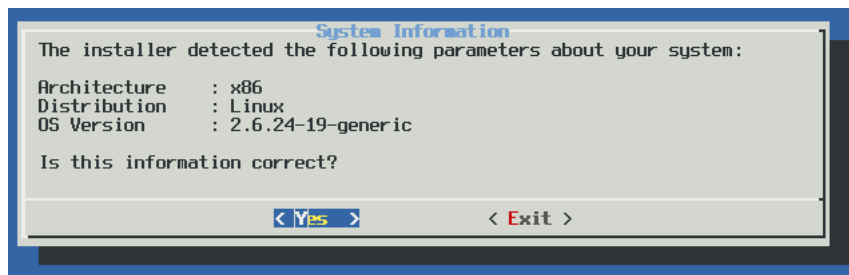 System Information
The installer detected the following parameters about your system:
Architecture : x86
Distribution : Linux
OS Version : 2.6.24-19-generic
Is this information correct?
< Yes > < Exit >